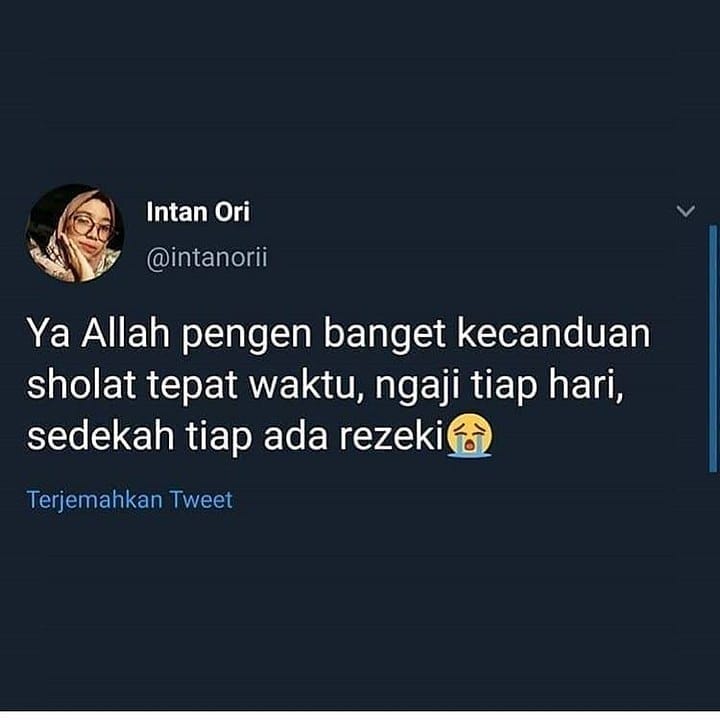 Intan Ori
@intanorii
Ya Allah pengen banget kecanduan
sholat tepat waktu, ngaji tiap hari,
sedekah tiap ada rezeki😭
Terjemahkan Tweet